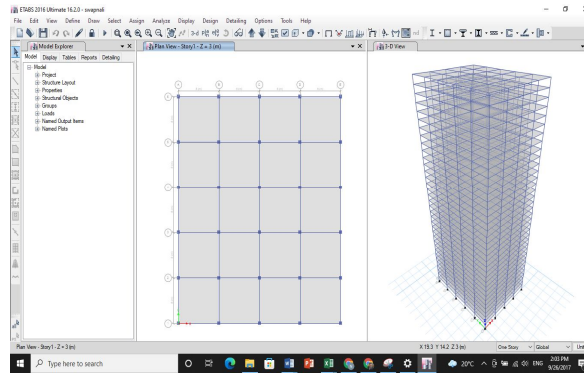 ETABS 2016 Ultimate 16.2.0 - swapnali
File Edit View Define Draw Select Assign Analyze Display Design Detailing Options Tools Help
Model Explorer
Plan View - Story1 - Z = 3 (m)
3-D View
Model Display Tables Reports Detailing
Model
Project
Structure Layout
Properties
Structural Objects
Groups
Loads
Named Output Items
Named Plots
Plan View - Story1 - Z = 3 (m)
X 19.3 Y 14.2 Z 3 (m)
One Story
Global
Type here to search
20°C
ENG
2:03 PM
9/26/2017